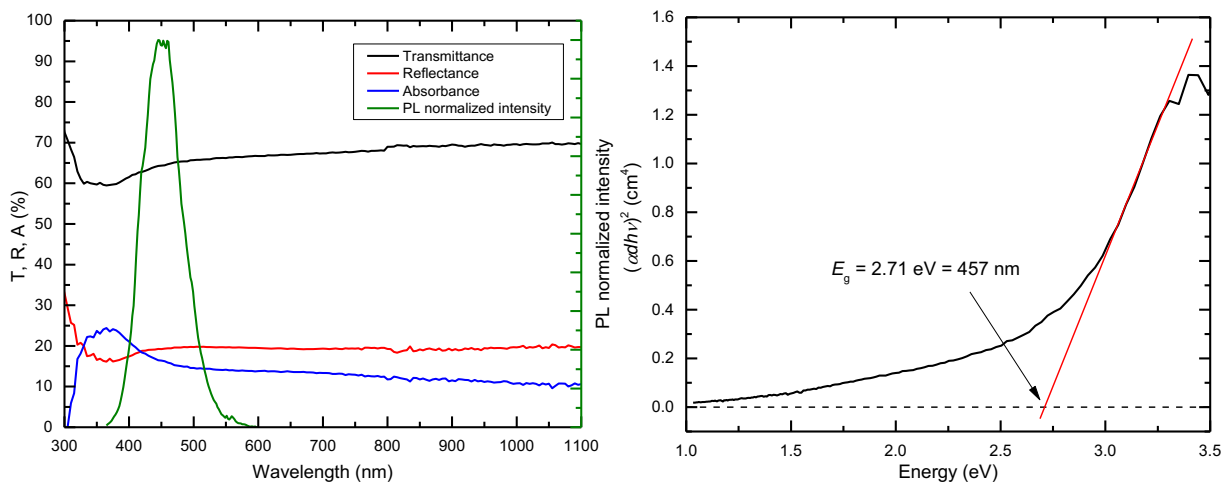 100
95
90
80
70
60
50
40
30
20
10
0
T, R, A (%)
Transmittance
Reflectance
Absorbance
PL normalized intensity
300 400 500 600 700 800 900 1000 1100
Wavelength (nm)
PL normalized intensity
1.6
1.4
1.2
1.0
0.8
0.6
0.4
0.2
0.0
(αdhν)² (cm⁴)
E_g = 2.71 eV = 457 nm
1.0 1.5 2.0 2.5 3.0 3.5
Energy (eV)